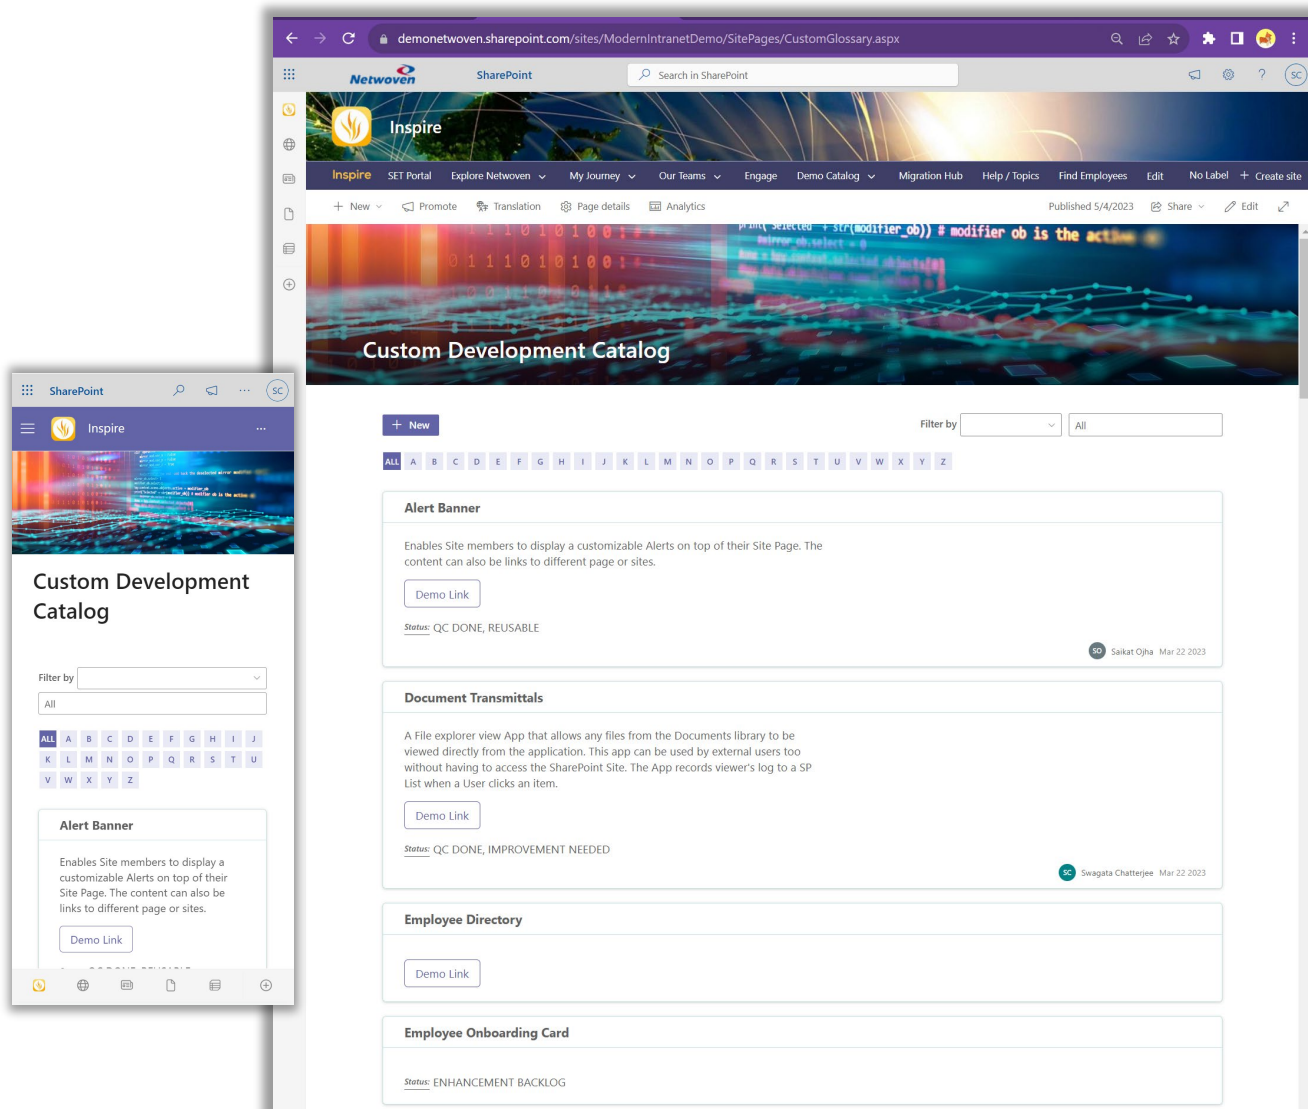 demonetwoven.sharepoint.com/sites/ModernIntranetDemo/SitePages/CustomGlossary.aspx
Netwoven SharePoint Search in SharePoint ? SC
Inspire
Inspire SET Portal Explore Netwoven My Journey Our Teams Engage Demo Catalog Migration Hub Help / Topics Find Employees Edit No Label + Create site
+ New Promote Translation Page details Analytics Published 5/4/2023 Share Edit
str(modifier_ob)) # modifier ob is the active
Custom Development Catalog
+ New Filter by All
ALL A B C D E F G H I J K L M N O P Q R S T U V W X Y Z
Alert Banner
Enables Site members to display a customizable Alerts on top of their Site Page. The
content can also be links to different page or sites.
Demo Link
Status: QC DONE, REUSABLE
SO Saikat Ojha Mar 22 2023
Document Transmittals
A File explorer view App that allows any files from the Documents library to be
viewed directly from the application. This app can be used by external users too
without having to access the SharePoint Site. The App records viewer's log to a SP
List when a User clicks an item.
Demo Link
Status: QC DONE, IMPROVEMENT NEEDED
SC Swagata Chatterjee Mar 22 2023
Employee Directory
Demo Link
Employee Onboarding Card
Status: ENHANCEMENT BACKLOG
SharePoint ... SC
Inspire ...
Custom Development
Catalog
Filter by
All
ALL A B C D E F G H I J
K L M N O P Q R S T U
V W X Y Z
Alert Banner
Enables Site members to display a
customizable Alerts on top of their
Site Page. The content can also be
links to different page or sites.
Demo Link